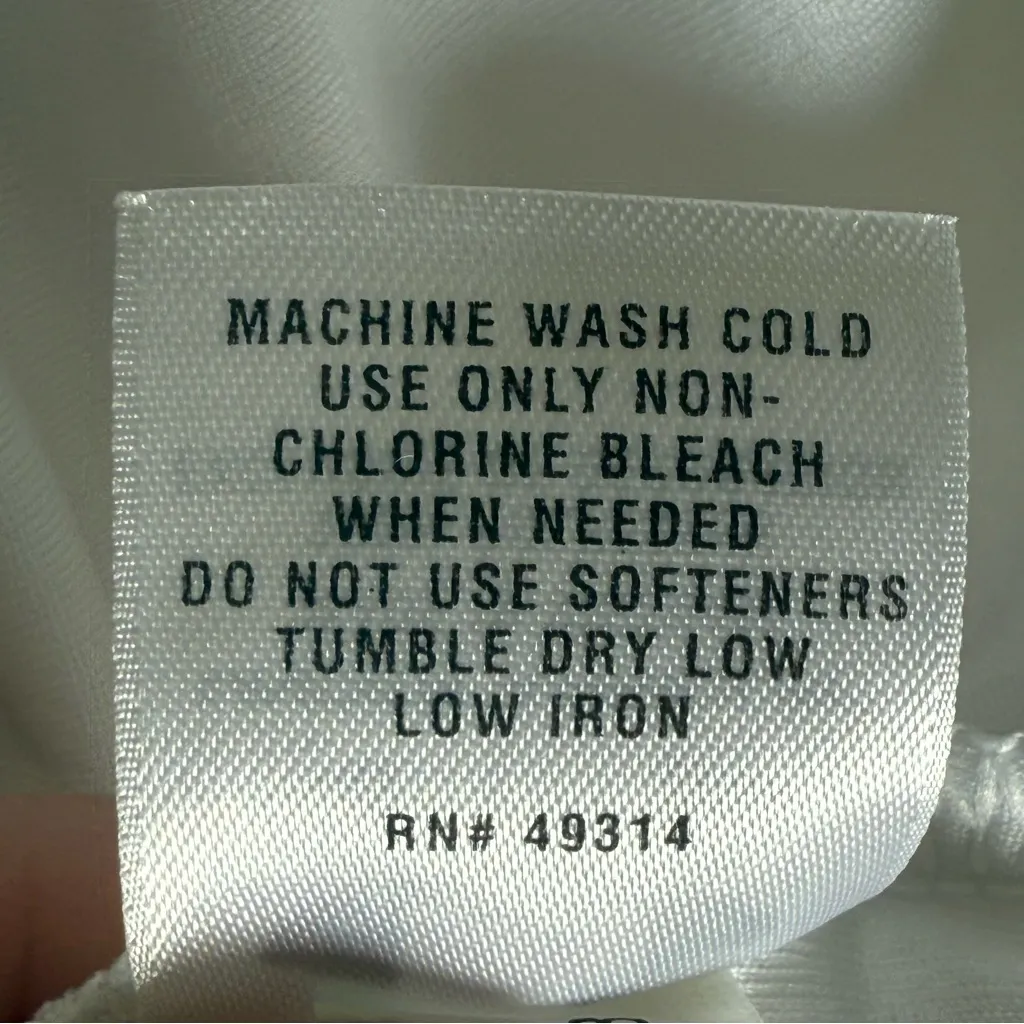 MACHINE WASH COLD
USE ONLY NON-
CHLORINE BLEACH
WHEN NEEDED
DO NOT USE SOFTENERS
TUMBLE DRY LOW
LOW IRON
RN# 49314